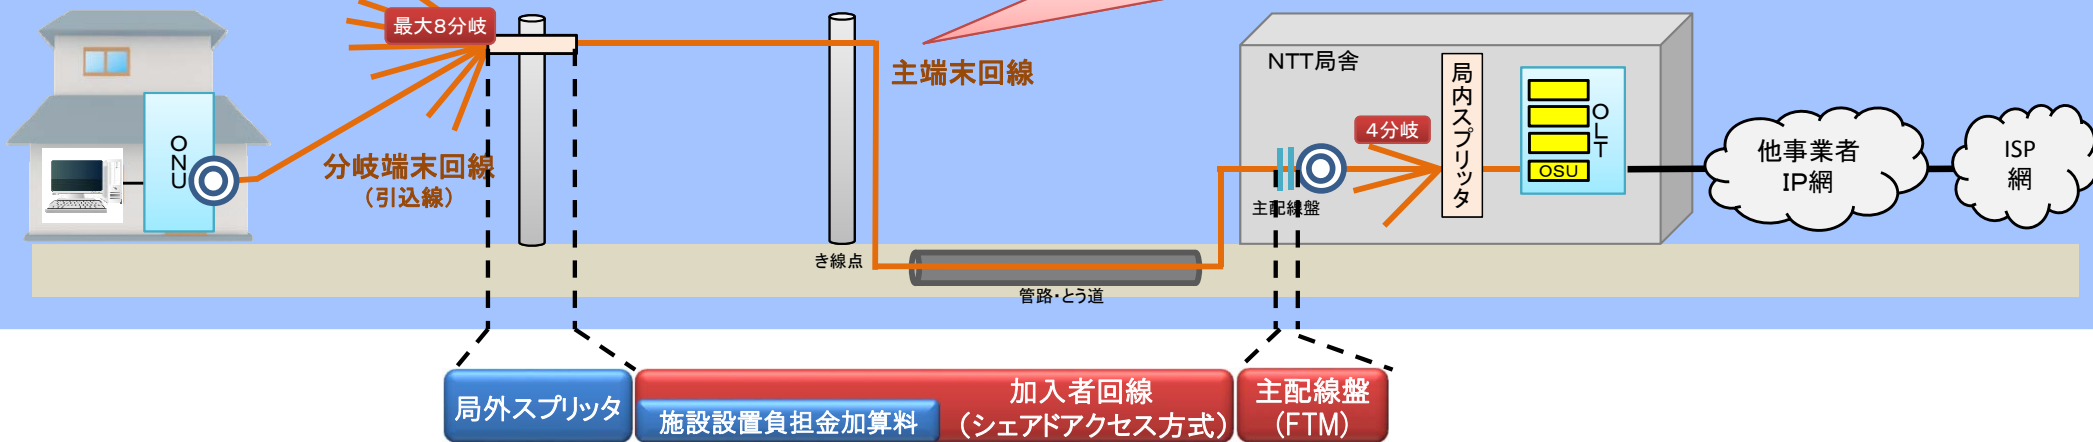 最大8分岐
ONU
分岐端末回線
(引込線)
主端末回線
き線点
管路・とう道
NTT局舎
主配線盤
4分岐
局内スプリッタ
OLT
OSU
他事業者
IP網
ISP
網
局外スプリッタ
施設設置負担金加算料
加入者回線
(シェアドアクセス方式)
主配線盤
(FTM)